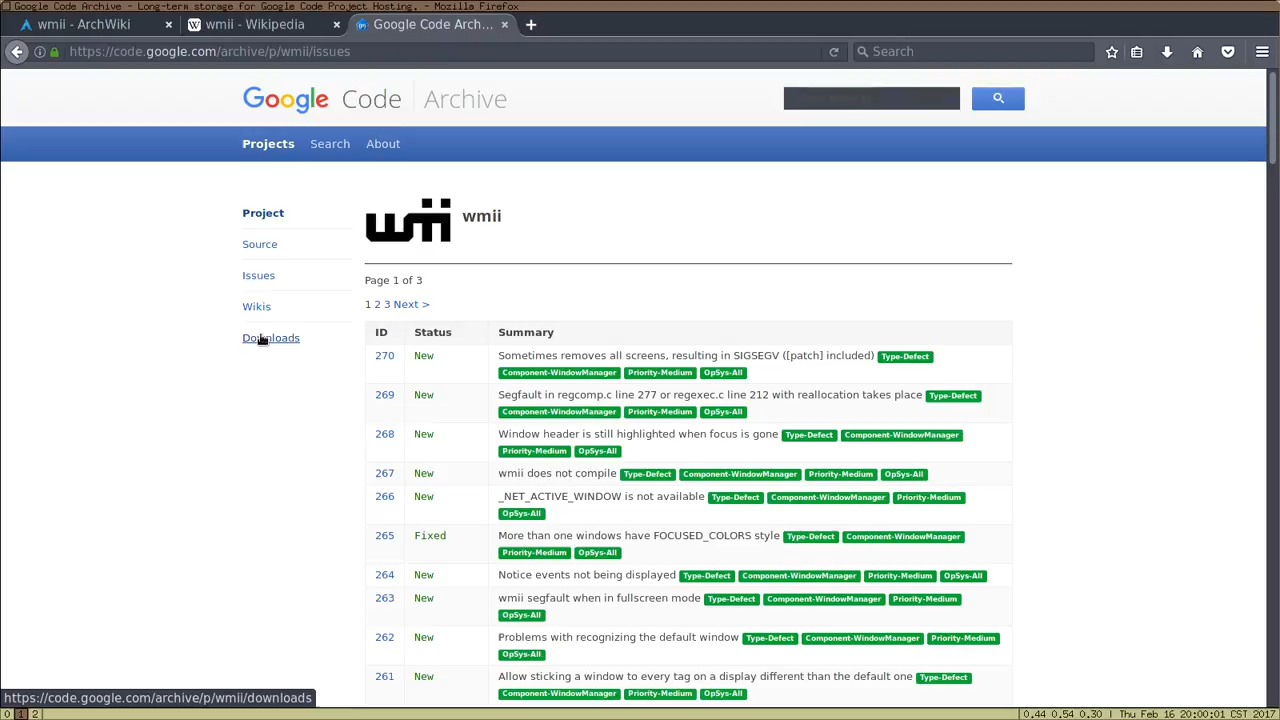 Google Code Archive - Long-term storage for Google Code Project Hosting. - Mozilla Firefox
wmii - ArchWiki × wmii - Wikipedia × Google Code Arch... × +
https://code.google.com/archive/p/wmii/issues Search
Google Code Archive
Projects Search About
Project
Source
Issues
Wikis
Downloads
wmii wmii
Page 1 of 3
1 2 3 Next >
ID Status Summary
270 New Sometimes removes all screens, resulting in SIGSEGV ([patch] included) Type-Defect
Component-WindowManager Priority-Medium OpSys-All
269 New Segfault in regcomp.c line 277 or regexec.c line 212 with reallocation takes place Type-Defect
Component-WindowManager Priority-Medium OpSys-All
268 New Window header is still highlighted when focus is gone Type-Defect Component-WindowManager
Priority-Medium OpSys-All
267 New wmii does not compile Type-Defect Component-WindowManager Priority-Medium OpSys-All
266 New _NET_ACTIVE_WINDOW is not available Type-Defect Component-WindowManager Priority-Medium
OpSys-All
265 Fixed More than one windows have FOCUSED_COLORS style Type-Defect Component-WindowManager
Priority-Medium OpSys-All
264 New Notice events not being displayed Type-Defect Component-WindowManager Priority-Medium OpSys-All
263 New wmii segfault when in fullscreen mode Type-Defect Component-WindowManager Priority-Medium
OpSys-All
262 New Problems with recognizing the default window Type-Defect Component-WindowManager Priority-Medium
OpSys-All
261 New Allow sticking a window to every tag on a display different than the default one Type-Defect
Component-WindowManager Priority-Medium OpSys-All
https://code.google.com/archive/p/wmii/downloads
1 2 0.44 0.54 0.30 | Thu Feb 16 20:00:01 CST 2017